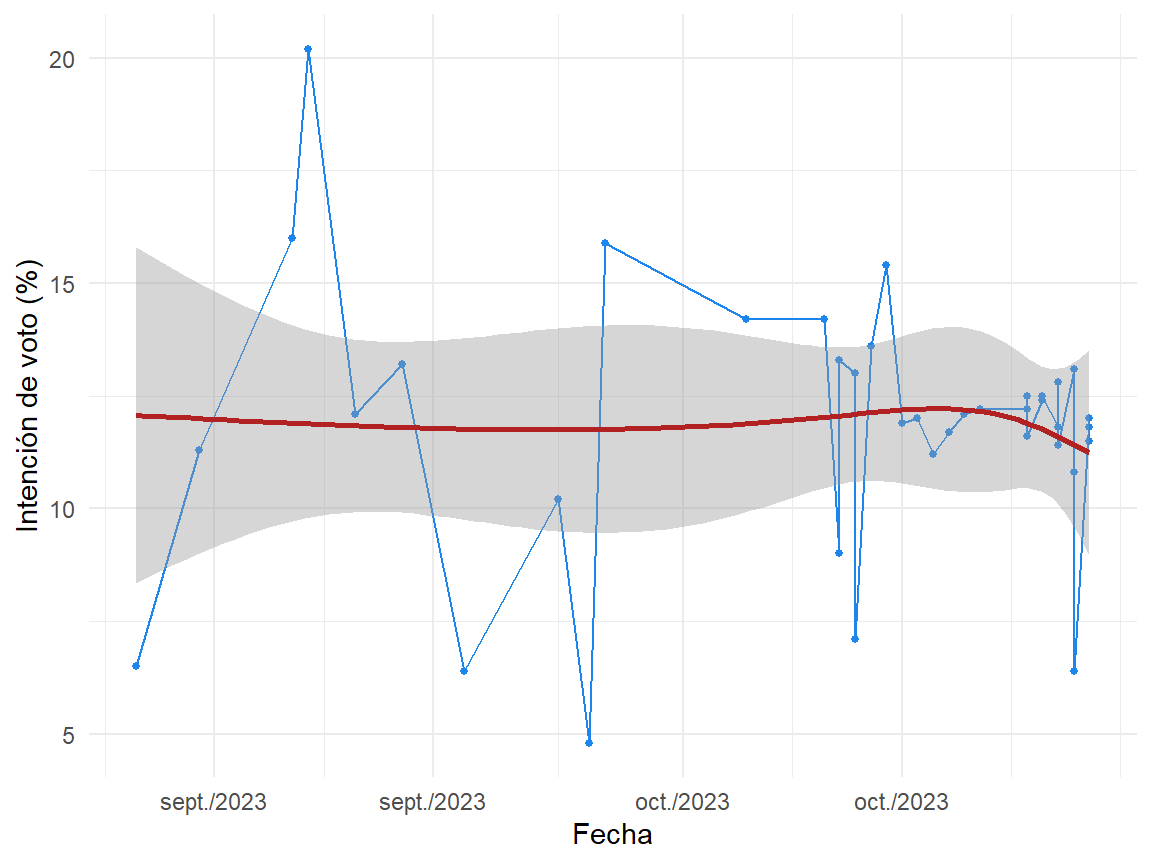 Intención de voto (%)
20
15
10
5
sept./2023
sept./2023
oct./2023
oct./2023
Fecha